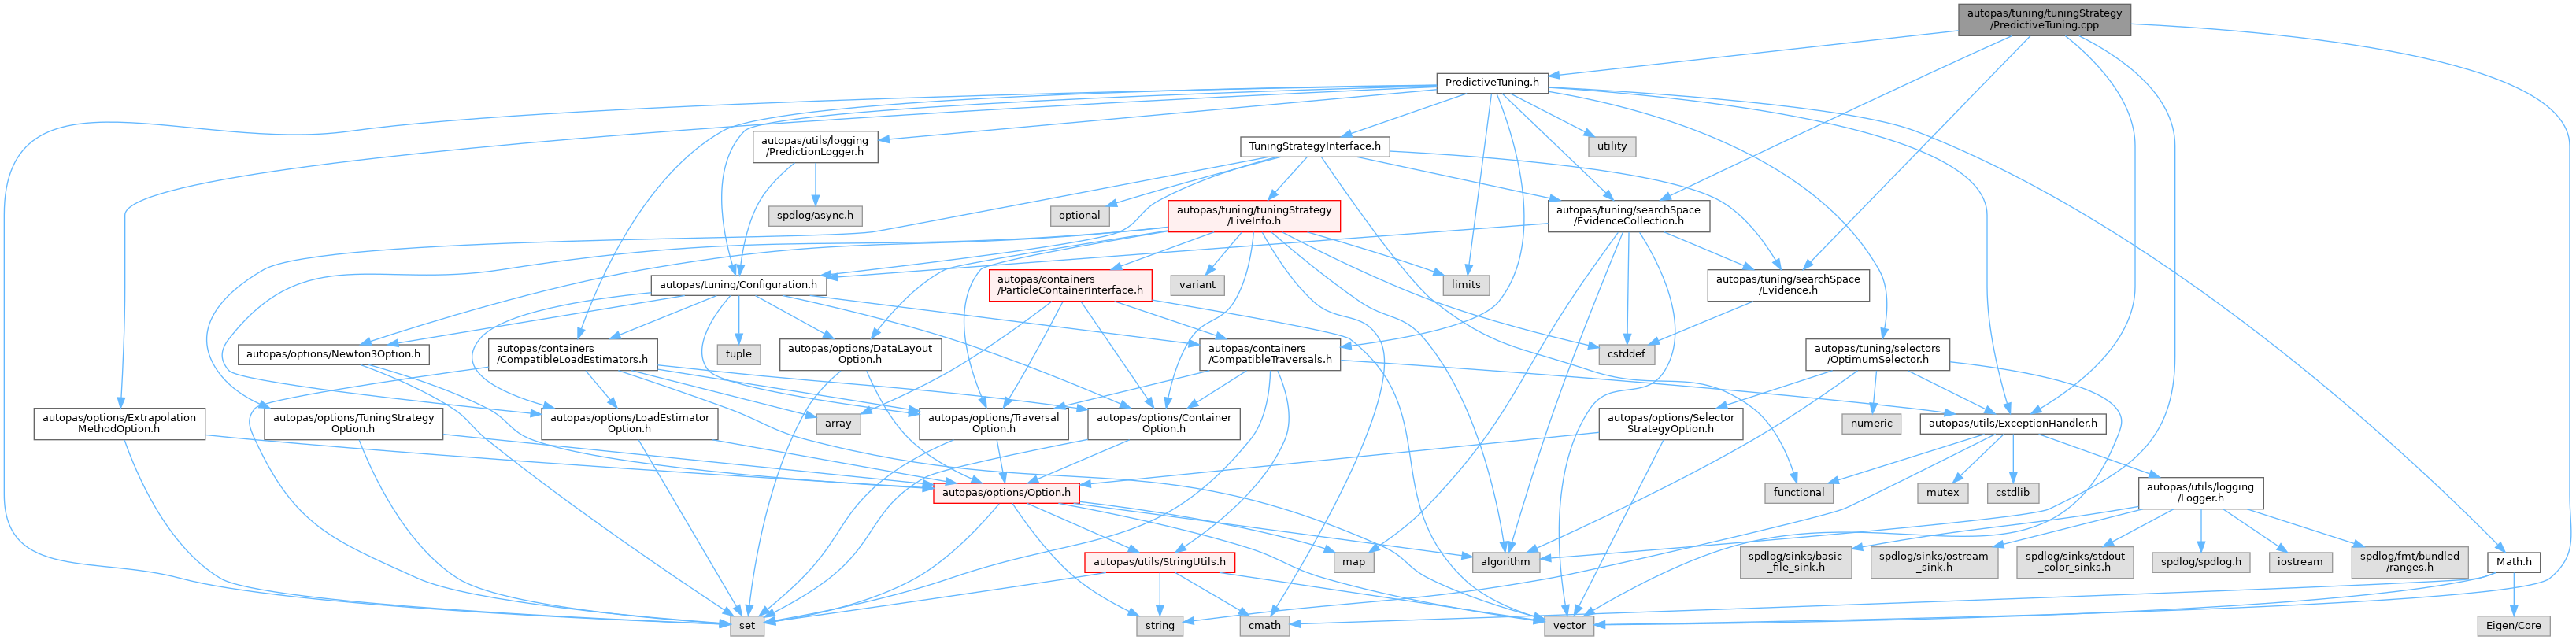 autopas/tuning/tuningStrategy
/PredictiveTuning.cpp
PredictiveTuning.h
autopas/utils/logging
/PredictionLogger.h
TuningStrategyInterface.h
utility
spdlog/async.h
optional
autopas/tuning/tuningStrategy
/LiveInfo.h
autopas/tuning/searchSpace
/EvidenceCollection.h
autopas/tuning/Configuration.h
autopas/containers
/ParticleContainerInterface.h
variant
limits
autopas/tuning/searchSpace
/Evidence.h
autopas/options/Newton3Option.h
autopas/containers
/CompatibleLoadEstimators.h
tuple
autopas/options/DataLayout
Option.h
autopas/containers
/CompatibleTraversals.h
cstddef
autopas/tuning/selectors
/OptimumSelector.h
autopas/options/Extrapolation
MethodOption.h
autopas/options/TuningStrategy
Option.h
autopas/options/LoadEstimator
Option.h
array
autopas/options/Traversal
Option.h
autopas/options/Container
Option.h
autopas/options/Selector
StrategyOption.h
numeric
autopas/utils/ExceptionHandler.h
autopas/options/Option.h
functional
mutex
cstdlib
autopas/utils/logging
/Logger.h
autopas/utils/StringUtils.h
map
algorithm
spdlog/sinks/basic
_file_sink.h
spdlog/sinks/ostream
_sink.h
spdlog/sinks/stdout
_color_sinks.h
spdlog/spdlog.h
iostream
spdlog/fmt/bundled
/ranges.h
Math.h
set
string
cmath
vector
Eigen/Core